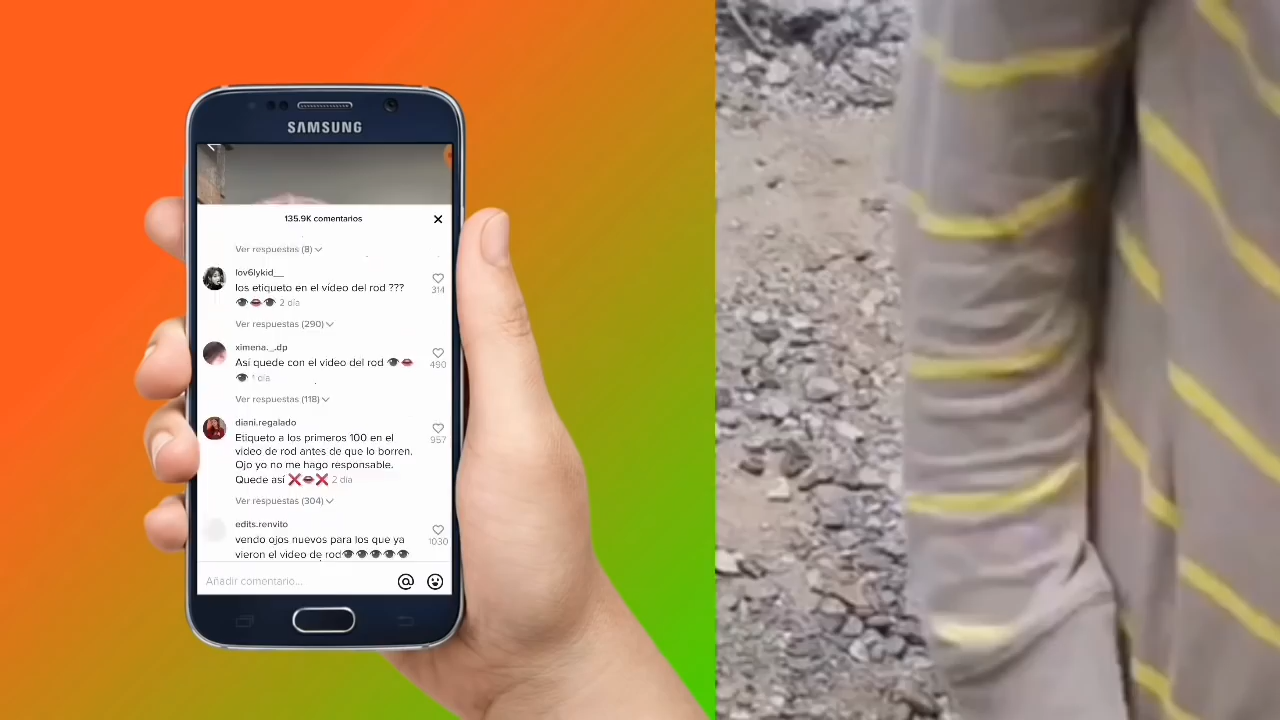 SAMSUNG
135.9K comentarios
Ver respuestas (8)
lov6lykid__
los etiqueto en el vídeo del rod ???
👁👄👁 2 día
314
Ver respuestas (290)
ximena._.dp
Así quede con el video del rod 👁👄
👁 1 día
490
Ver respuestas (118)
diani.regalado
Etiqueto a los primeros 100 en el
video de rod antes de que lo borren.
Ojo yo no me hago responsable.
Quede así ❌👄❌ 2 día
957
Ver respuestas (304)
edits.renvito
vendo ojos nuevos para los que ya
vieron el video de rod👁👁👁👁👁
1030
Añadir comentario...